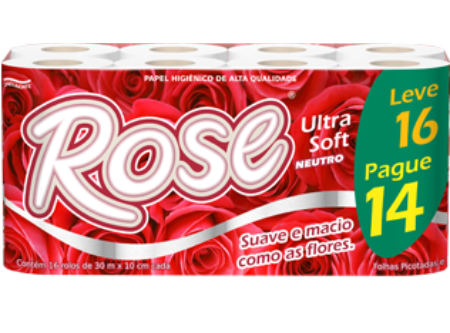 PAPEL HIGIÊNICO DE ALTA QUALIDADE
Rose
Ultra
Soft
NEUTRO
Leve
16
Pague
14
Suave e macio
como as flores.
Contém 16 rolos de 30 m x 10 cm cada
Folhas Picotadas e